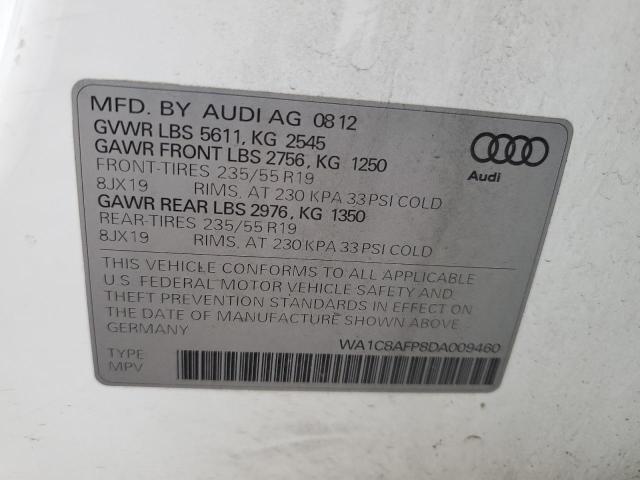 MFD. BY AUDI AG 0812
GVWR LBS 5611, KG 2545
GAWR FRONT LBS 2756, KG 1250
FRONT-TIRES 235/55 R19
8JX19 RIMS, AT 230 KPA 33 PSI COLD
GAWR REAR LBS 2976, KG 1350
REAR-TIRES 235/55 R19
8JX19 RIMS, AT 230 KPA 33 PSI COLD
Audi
THIS VEHICLE CONFORMS TO ALL APPLICABLE
U.S. FEDERAL MOTOR VEHICLE SAFETY AND
THEFT PREVENTION STANDARDS IN EFFECT ON
THE DATE OF MANUFACTURE SHOWN ABOVE.
GERMANY
WA1C8AFP8DA009460
TYPE
MPV